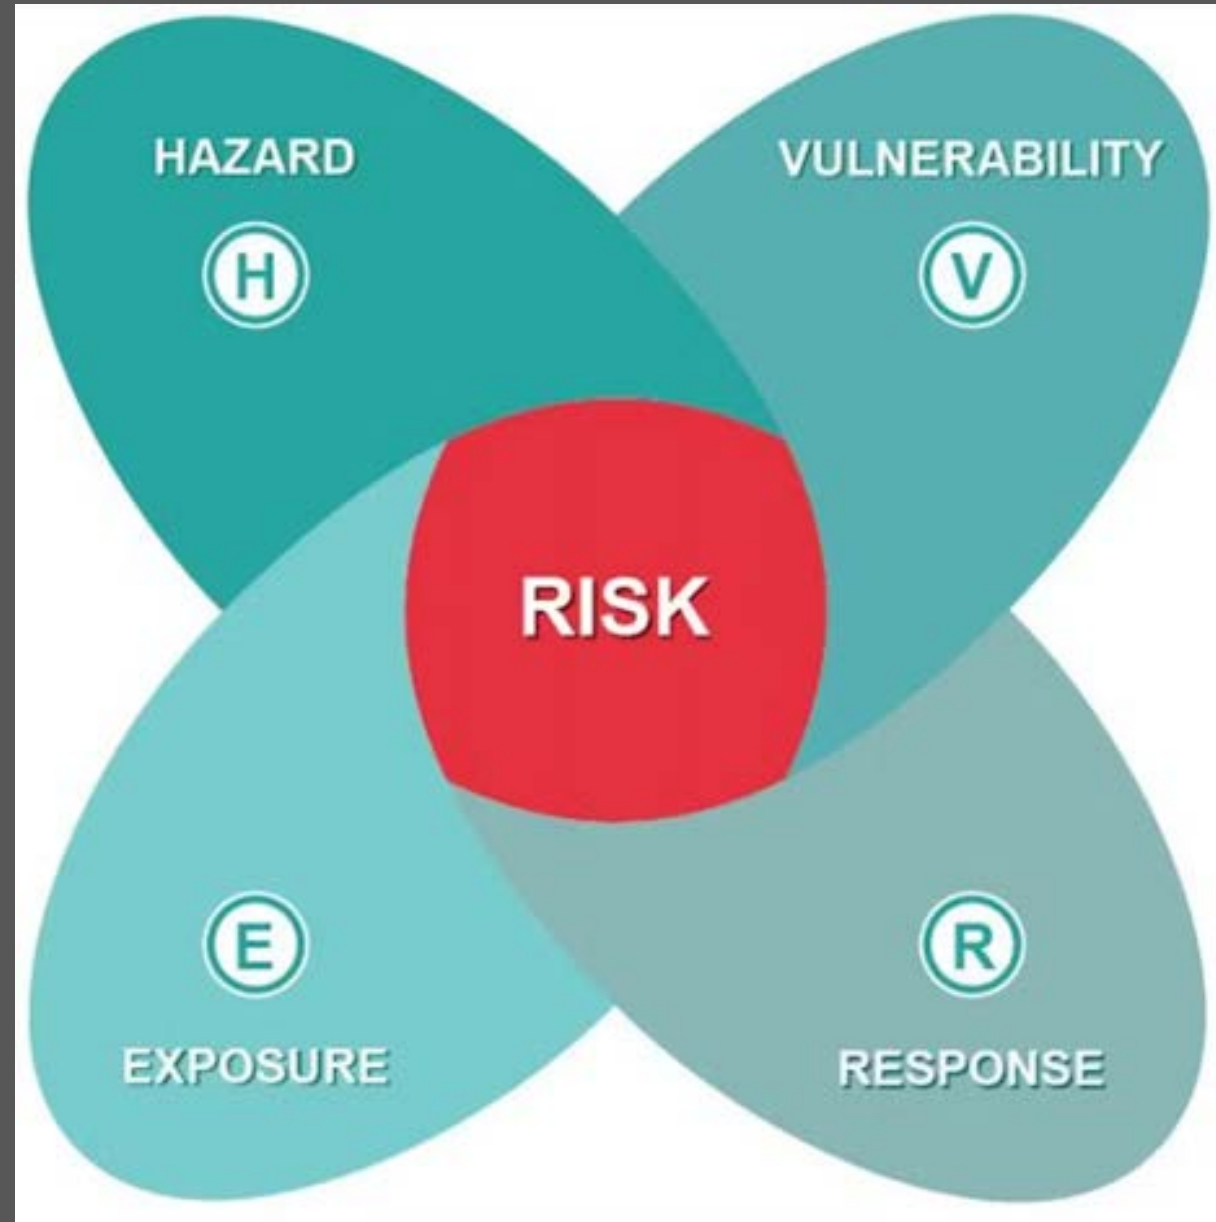 HAZARD
H
VULNERABILITY
V
RISK
E
EXPOSURE
R
RESPONSE